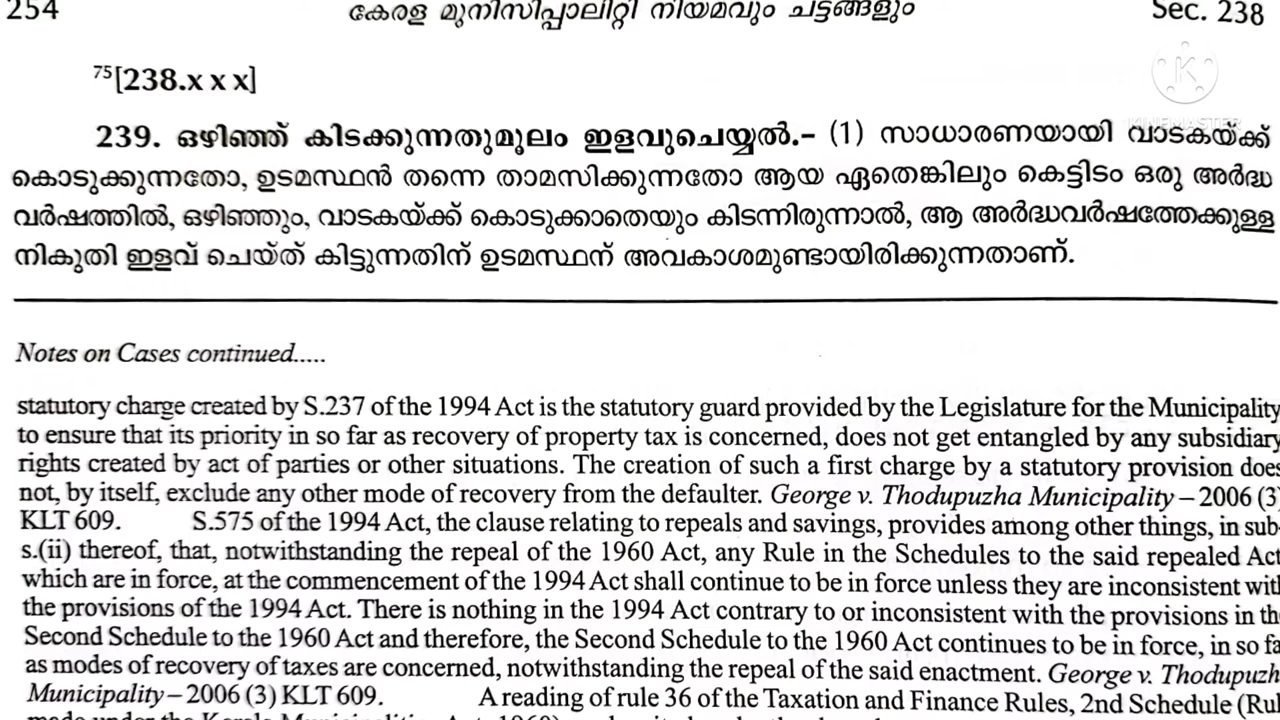 254 കേരള മുനിസിപ്പാലിറ്റി നിയമവും ചട്ടങ്ങളും Sec. 238
75[238.x x x]
239. ഒഴിഞ്ഞ് കിടക്കുന്നതുമൂലം ഇളവുചെയ്യൽ.– (1) സാധാരണയായി വാടകയ്ക്ക്
കൊടുക്കുന്നതോ, ഉടമസ്ഥൻ തന്നെ താമസിക്കുന്നതോ ആയ ഏതെങ്കിലും കെട്ടിടം ഒരു അർദ്ധ
വർഷത്തിൽ, ഒഴിഞ്ഞും, വാടകയ്ക്ക് കൊടുക്കാതെയും കിടന്നിരുന്നാൽ, ആ അർദ്ധവർഷത്തേക്കുള്ള
നികുതി ഇളവ് ചെയ്ത് കിട്ടുന്നതിന് ഉടമസ്ഥന് അവകാശമുണ്ടായിരിക്കുന്നതാണ്.
KINEMASTER
Notes on Cases continued.....
statutory charge created by S.237 of the 1994 Act is the statutory guard provided by the Legislature for the Municipality
to ensure that its priority in so far as recovery of property tax is concerned, does not get entangled by any subsidiary
rights created by act of parties or other situations. The creation of such a first charge by a statutory provision does
not, by itself, exclude any other mode of recovery from the defaulter. George v. Thodupuzha Municipality – 2006 (3)
KLT 609. S.575 of the 1994 Act, the clause relating to repeals and savings, provides among other things, in sub-
s.(ii) thereof, that, notwithstanding the repeal of the 1960 Act, any Rule in the Schedules to the said repealed Act
which are in force, at the commencement of the 1994 Act shall continue to be in force unless they are inconsistent with
the provisions of the 1994 Act. There is nothing in the 1994 Act contrary to or inconsistent with the provisions in the
Second Schedule to the 1960 Act and therefore, the Second Schedule to the 1960 Act continues to be in force, in so fa
as modes of recovery of taxes are concerned, notwithstanding the repeal of the said enactment. George v. Thodupuzh
Municipality – 2006 (3) KLT 609. A reading of rule 36 of the Taxation and Finance Rules, 2nd Schedule (Rul